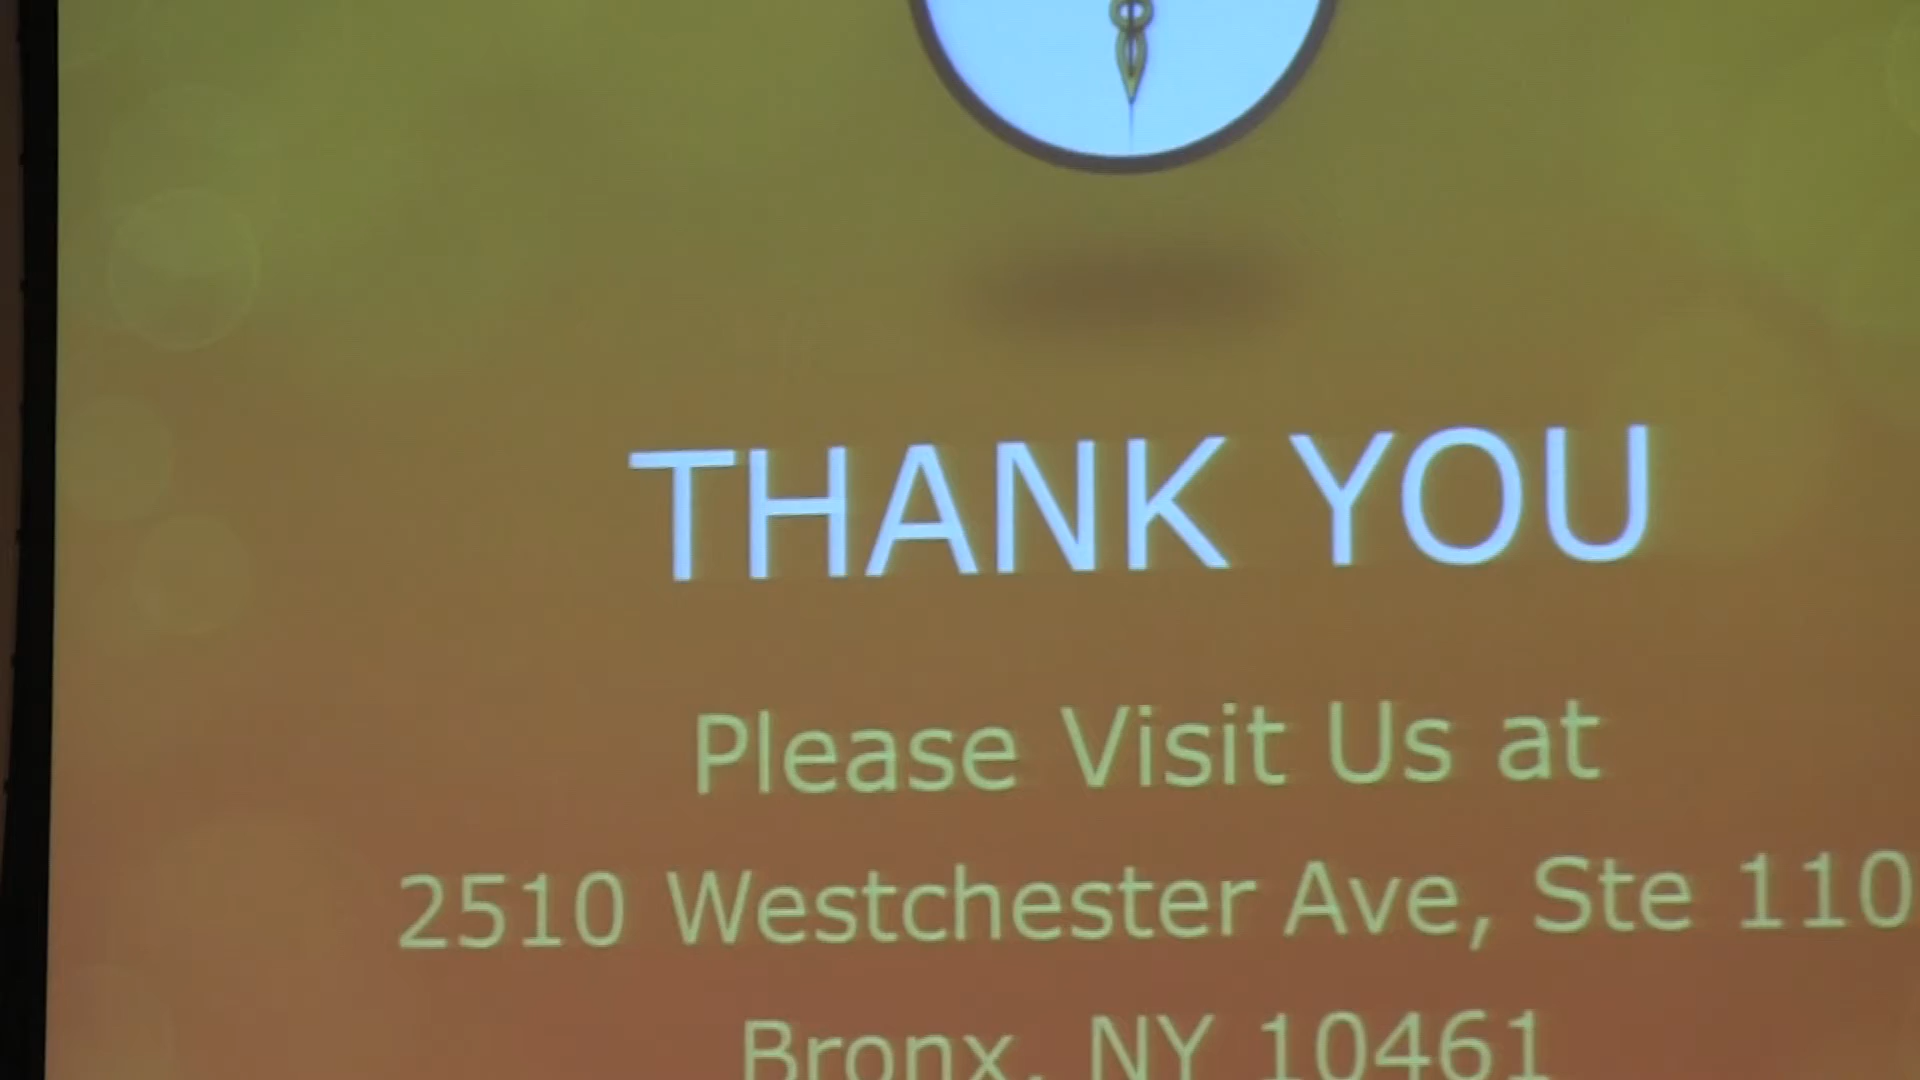 THANK YOU
Please Visit Us at
2510 Westchester Ave, Ste 110
Bronx, NY 10461